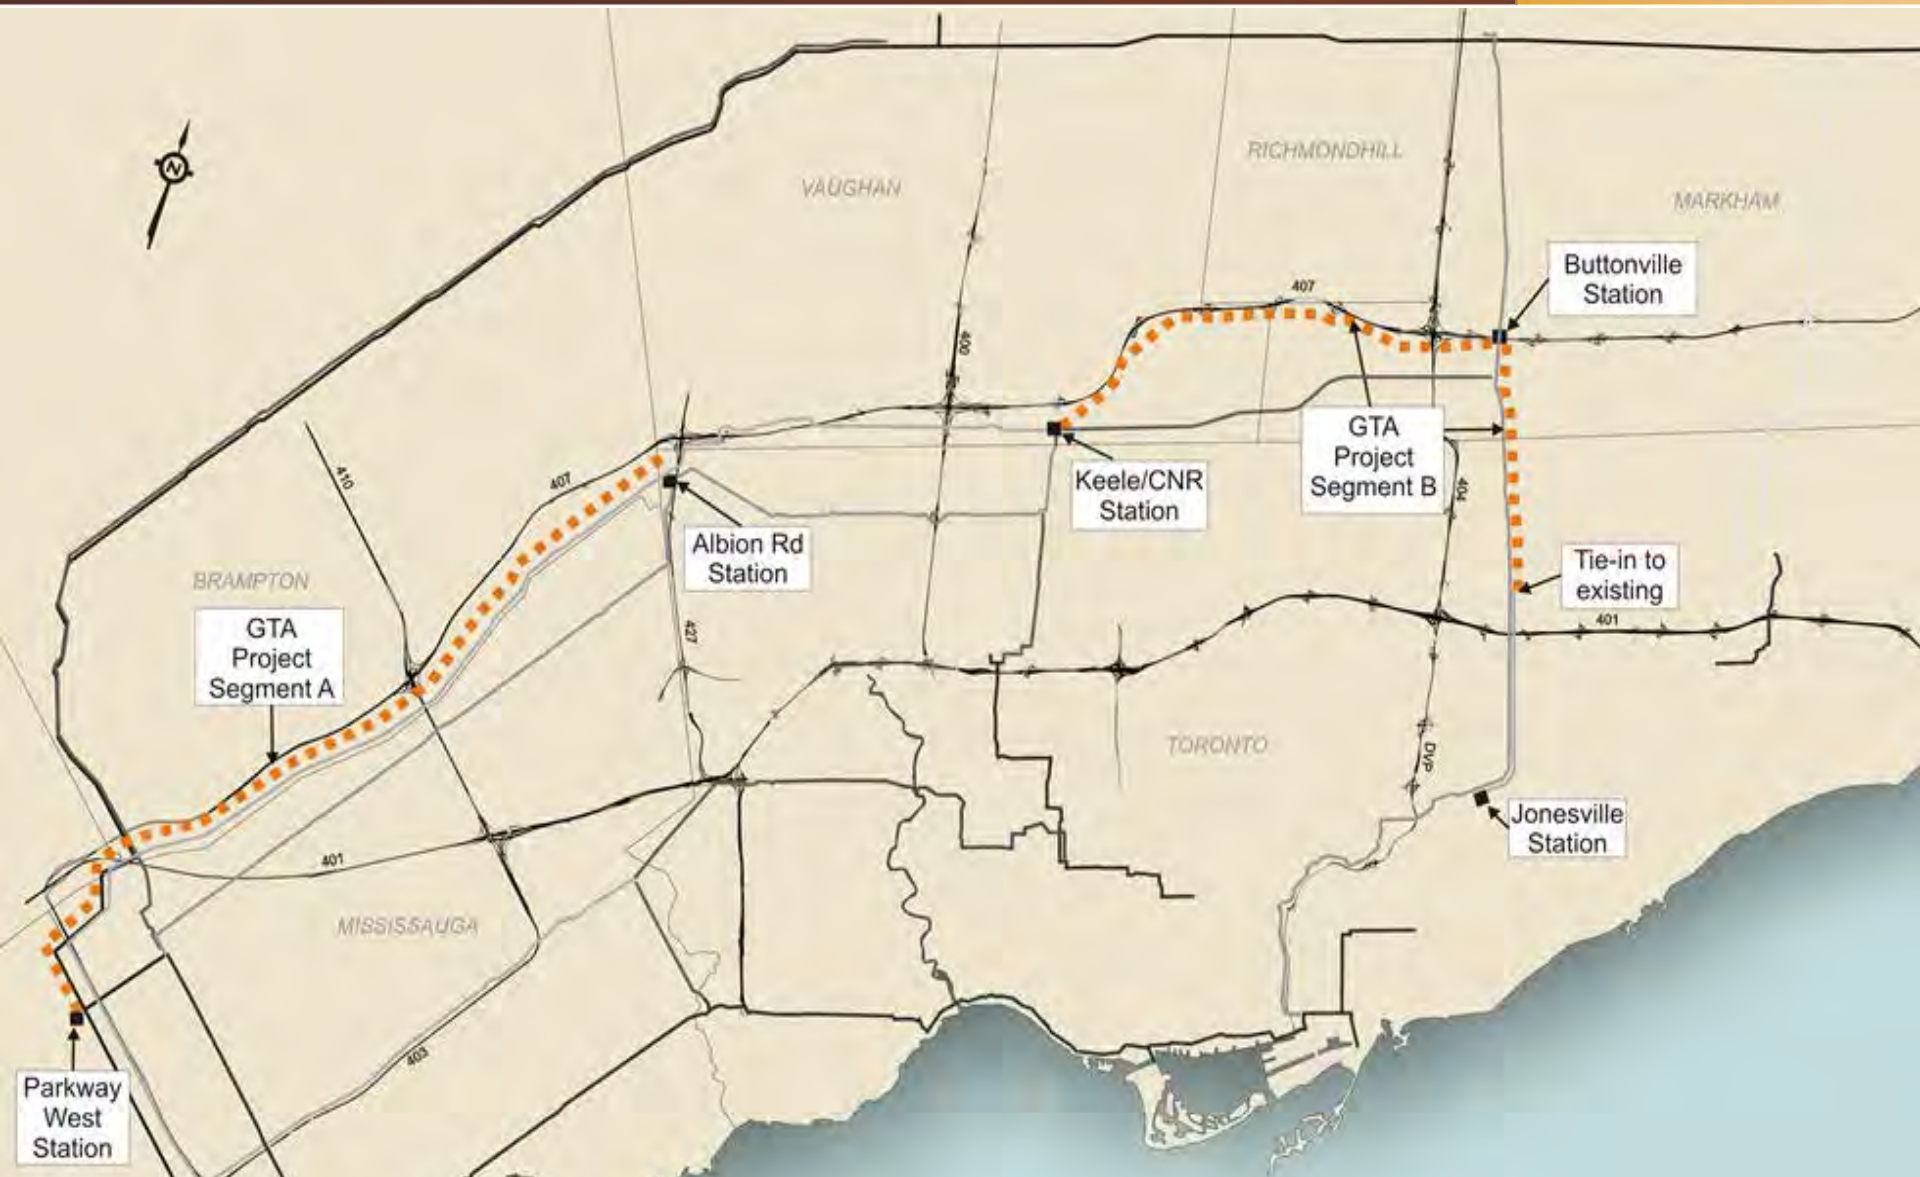 N
VAUGHAN
RICHMONDHILL
MARKHAM
Buttonville
Station
407
400
GTA
Project
Segment B
Keele/CNR
Station
404
410
407
Albion Rd
Station
Tie-in to
existing
BRAMPTON
GTA
Project
Segment A
427
401
TORONTO
DVP
Jonesville
Station
401
MISSISSAUGA
403
Parkway
West
Station